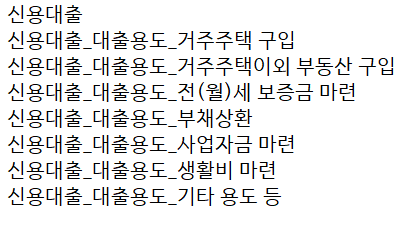 신용대출
신용대출_대출용도_거주주택 구입
신용대출_대출용도_거주주택이외 부동산 구입
신용대출_대출용도_전(월)세 보증금 마련
신용대출_대출용도_부채상환
신용대출_대출용도_사업자금 마련
신용대출_대출용도_생활비 마련
신용대출_대출용도_기타 용도 등